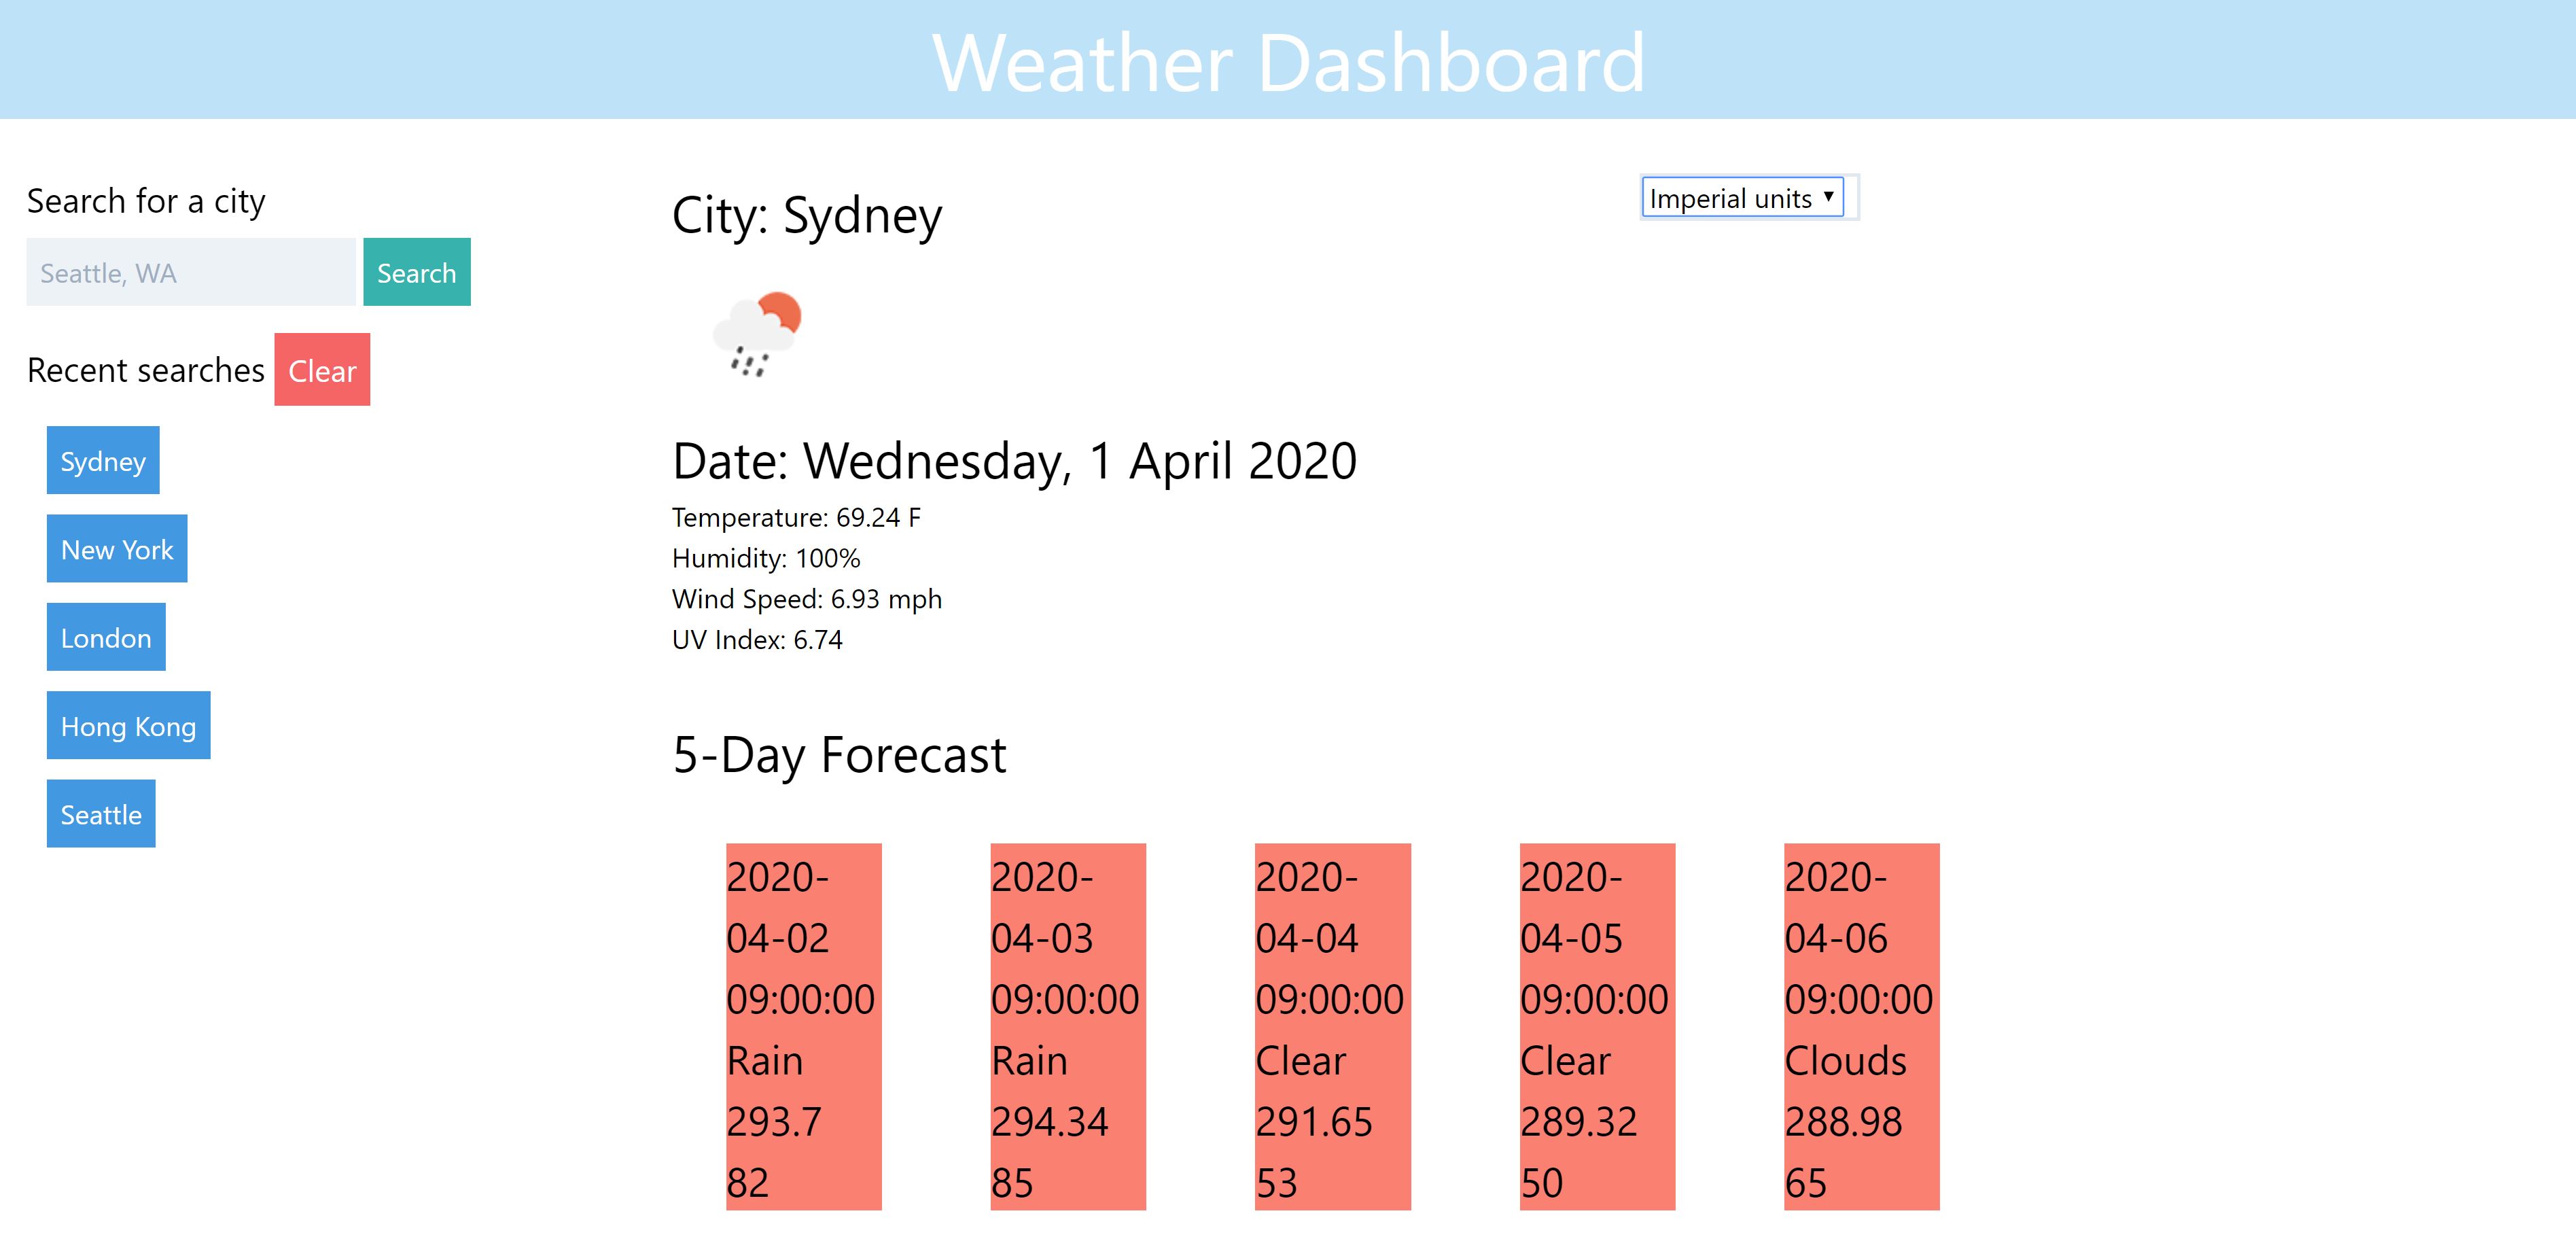 Weather Dashboard
Search for a city
Seattle, WA
Search
Recent searches
Clear
Sydney
New York
London
Hong Kong
Seattle
City: Sydney
Imperial units
Date: Wednesday, 1 April 2020
Temperature: 69.24 F
Humidity: 100%
Wind Speed: 6.93 mph
UV Index: 6.74
5-Day Forecast
2020-
04-02
09:00:00
Rain
293.7
82
2020-
04-03
09:00:00
Rain
294.34
85
2020-
04-04
09:00:00
Clear
291.65
53
2020-
04-05
09:00:00
Clear
289.32
50
2020-
04-06
09:00:00
Clouds
288.98
65